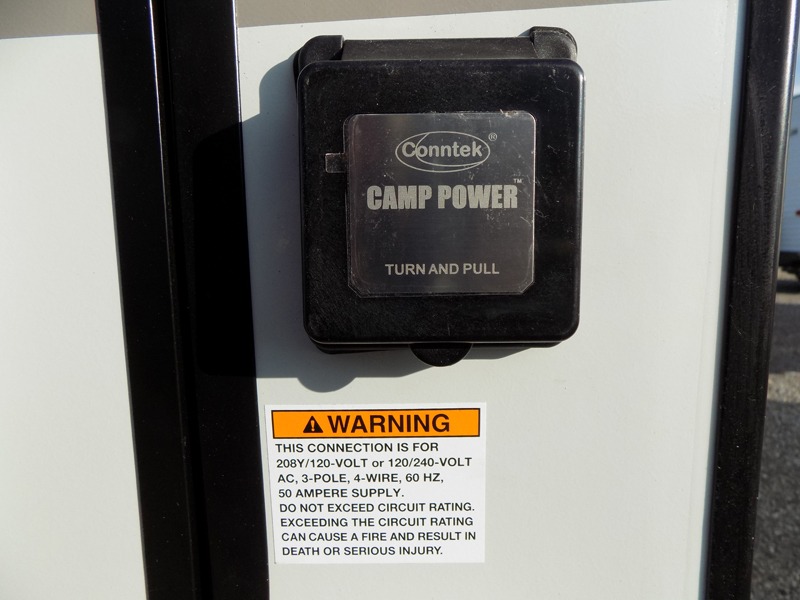 Conntek®
CAMP POWER™
TURN AND PULL
WARNING
THIS CONNECTION IS FOR
208Y/120-VOLT or 120/240-VOLT
AC, 3-POLE, 4-WIRE, 60 HZ,
50 AMPERE SUPPLY.
DO NOT EXCEED CIRCUIT RATING.
EXCEEDING THE CIRCUIT RATING
CAN CAUSE A FIRE AND RESULT IN
DEATH OR SERIOUS INJURY.